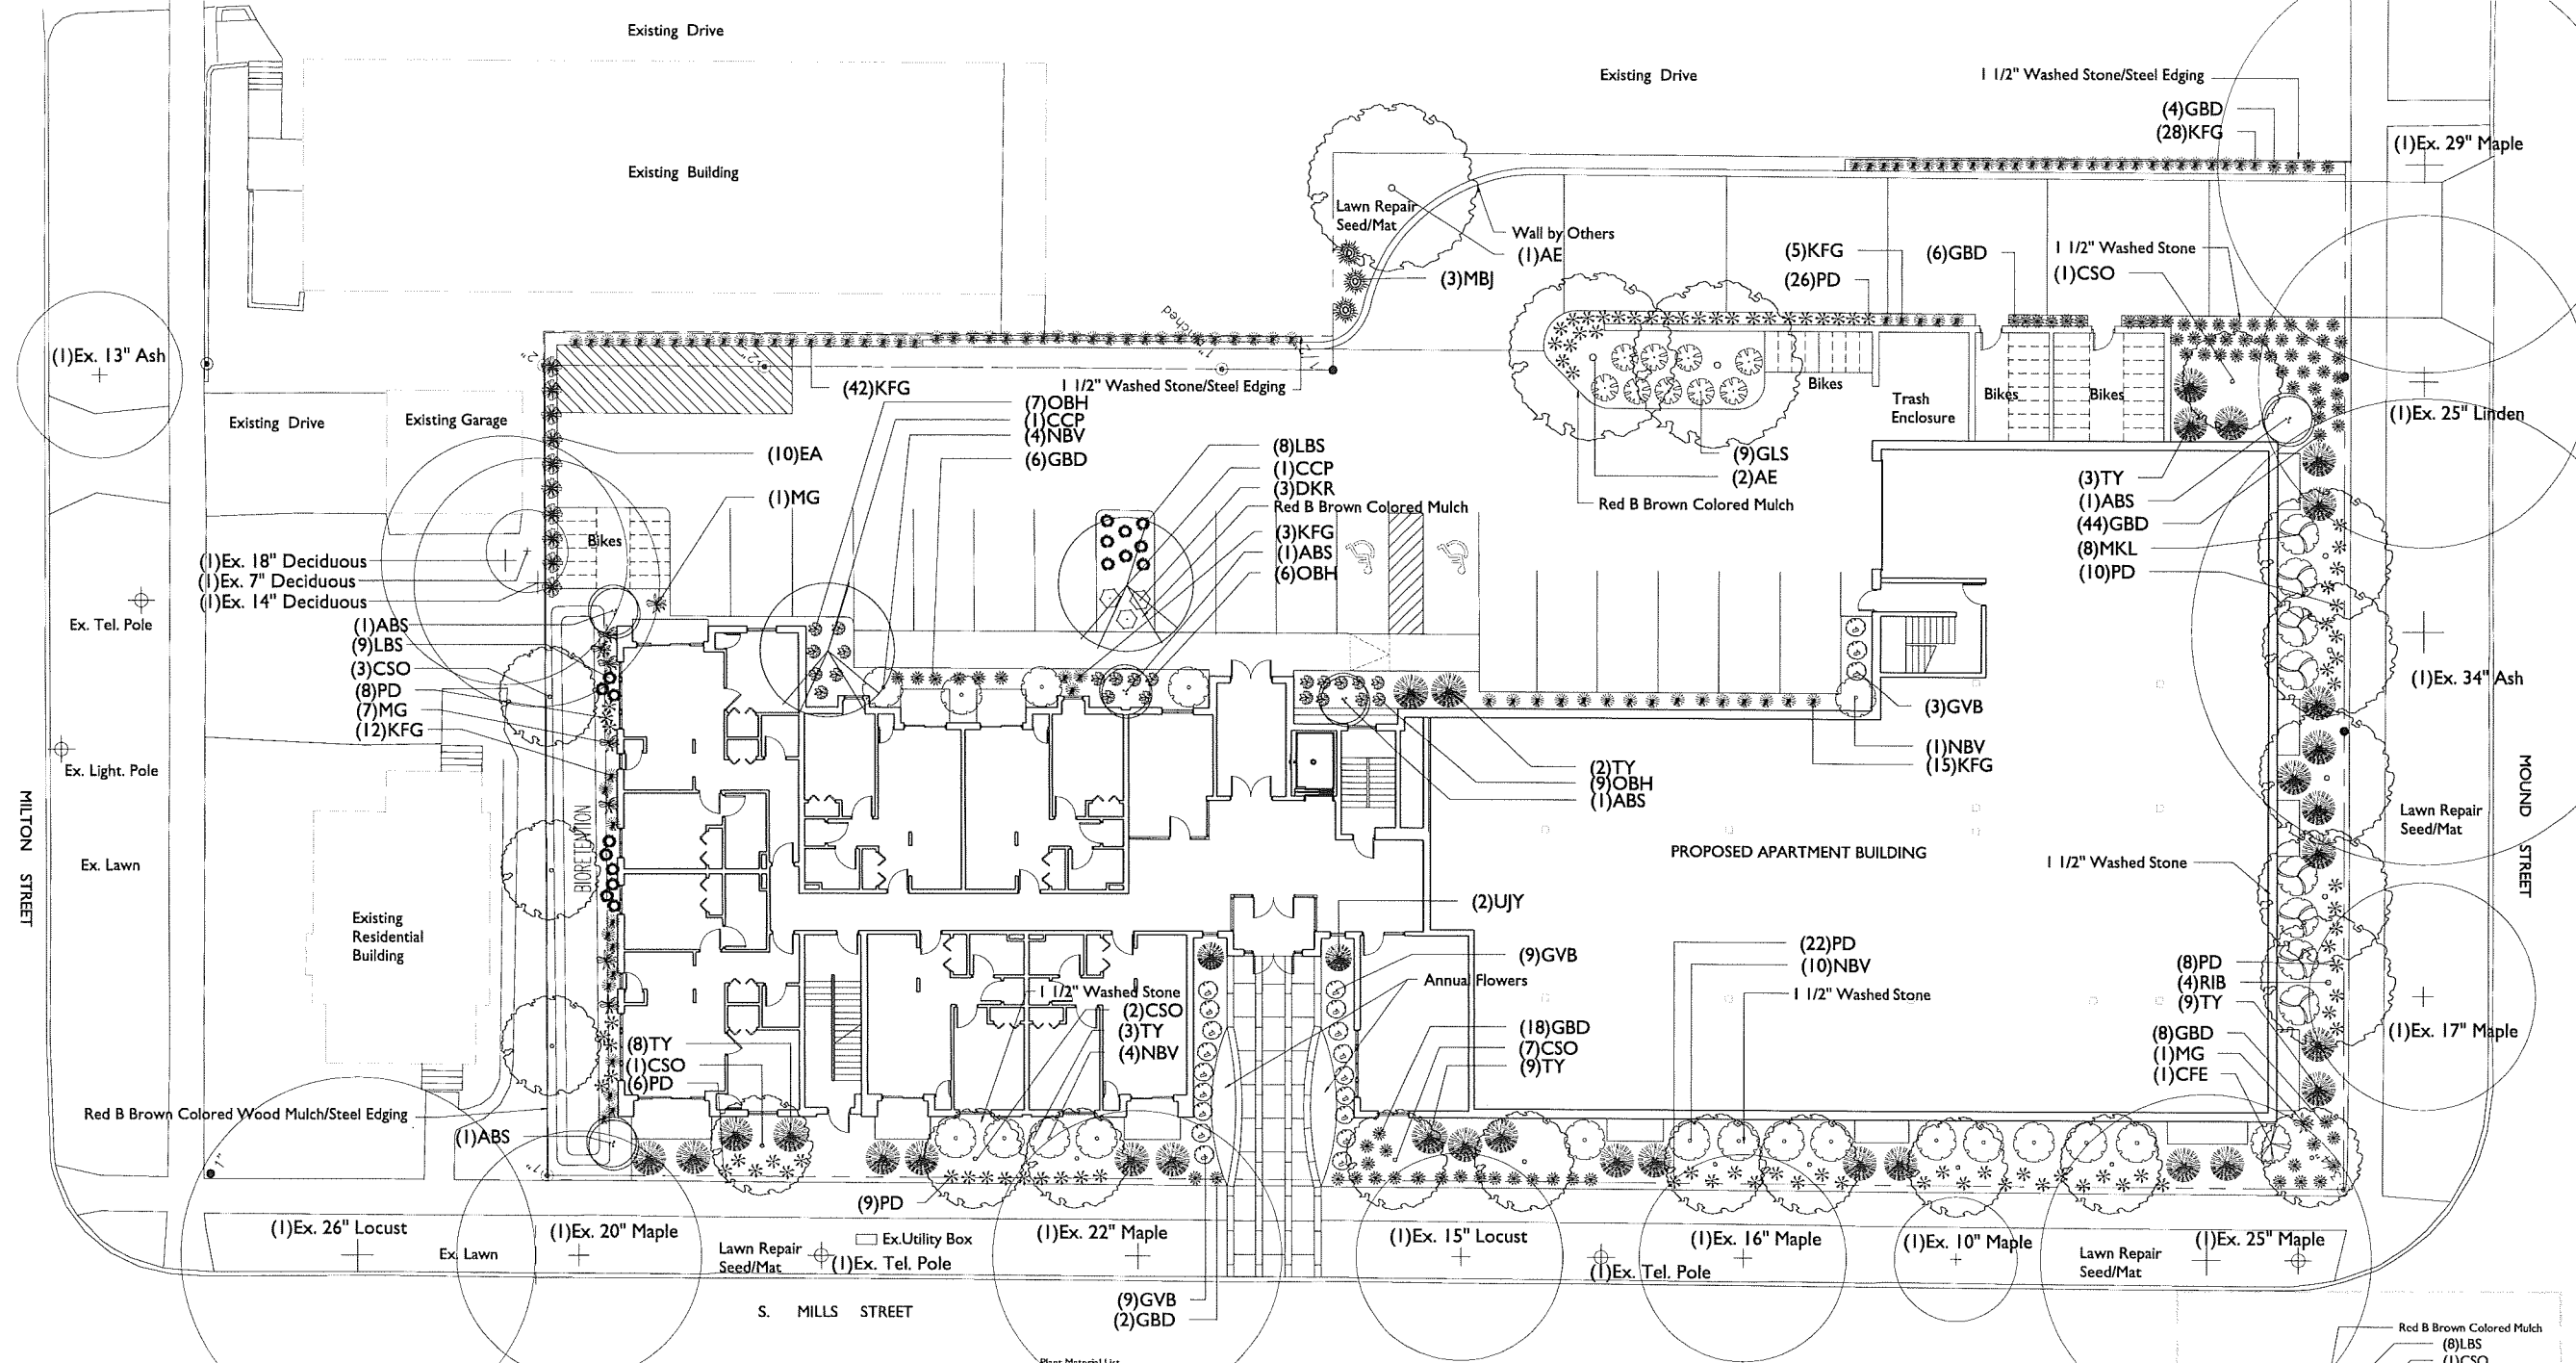 Existing Drive
Existing Drive
1 1/2" Washed Stone/Steel Edging
(4)GBD
(28)KFG
(1)Ex. 29" Maple
Existing Building
Lawn Repair
Seed/Mat
Wall by Others
(1)AE
(3)MBJ
(5)KFG
(26)PD
(6)GBD
1 1/2" Washed Stone
(1)CSO
(1)Ex. 13" Ash
2"
2"
1"
(42)KFG
1 1/2" Washed Stone/Steel Edging
(7)OBH
(1)CCP
(4)NBV
(6)GBD
Existing Drive
Existing Garage
(10)EA
(1)MG
(8)LBS
(1)CCP
(3)DKR
Red B Brown Colored Mulch
(3)KFG
(1)ABS
(6)OBH
(9)GLS
(2)AE
Red B Brown Colored Mulch
Bikes
Trash
Enclosure
Bikes
Bikes
(1)Ex. 25" Linden
(3)TY
(1)ABS
(44)GBD
(8)MKL
(10)PD
Bikes
(1)Ex. 18" Deciduous
(1)Ex. 7" Deciduous
(1)Ex. 14" Deciduous
Ex. Tel. Pole
(1)ABS
(9)LBS
(3)CSO
(8)PD
(7)MG
(12)KFG
(1)Ex. 34" Ash
(3)GVB
(1)NBV
(15)KFG
(2)TY
(9)OBH
(1)ABS
Ex. Light. Pole
MILTON STREET
MOUND STREET
Ex. Lawn
BIORETENTION
PROPOSED APARTMENT BUILDING
1 1/2" Washed Stone
Lawn Repair
Seed/Mat
Existing
Residential
Building
(2)UJY
(9)GVB
Annual Flowers
(22)PD
(10)NBV
1 1/2" Washed Stone
(8)PD
(4)RIB
(9)TY
(8)GBD
(1)MG
(1)CFE
(1)Ex. 17" Maple
1 1/2" Washed Stone
(2)CSO
(3)TY
(4)NBV
(18)GBD
(7)CSO
(9)TY
(8)TY
(1)CSO
(6)PD
Red B Brown Colored Wood Mulch/Steel Edging
(1)ABS
(9)PD
(1)Ex. 26" Locust
Ex. Lawn
(1)Ex. 20" Maple
Lawn Repair
Seed/Mat
Ex.Utility Box
(1)Ex. Tel. Pole
(1)Ex. 22" Maple
(1)Ex. 15" Locust
(1)Ex. Tel. Pole
(1)Ex. 16" Maple
(1)Ex. 10" Maple
Lawn Repair
Seed/Mat
(1)Ex. 25" Maple
S. MILLS STREET
(9)GVB
(2)GBD
Plant Material List
Red B Brown Colored Mulch
(8)LBS
(1)CSO